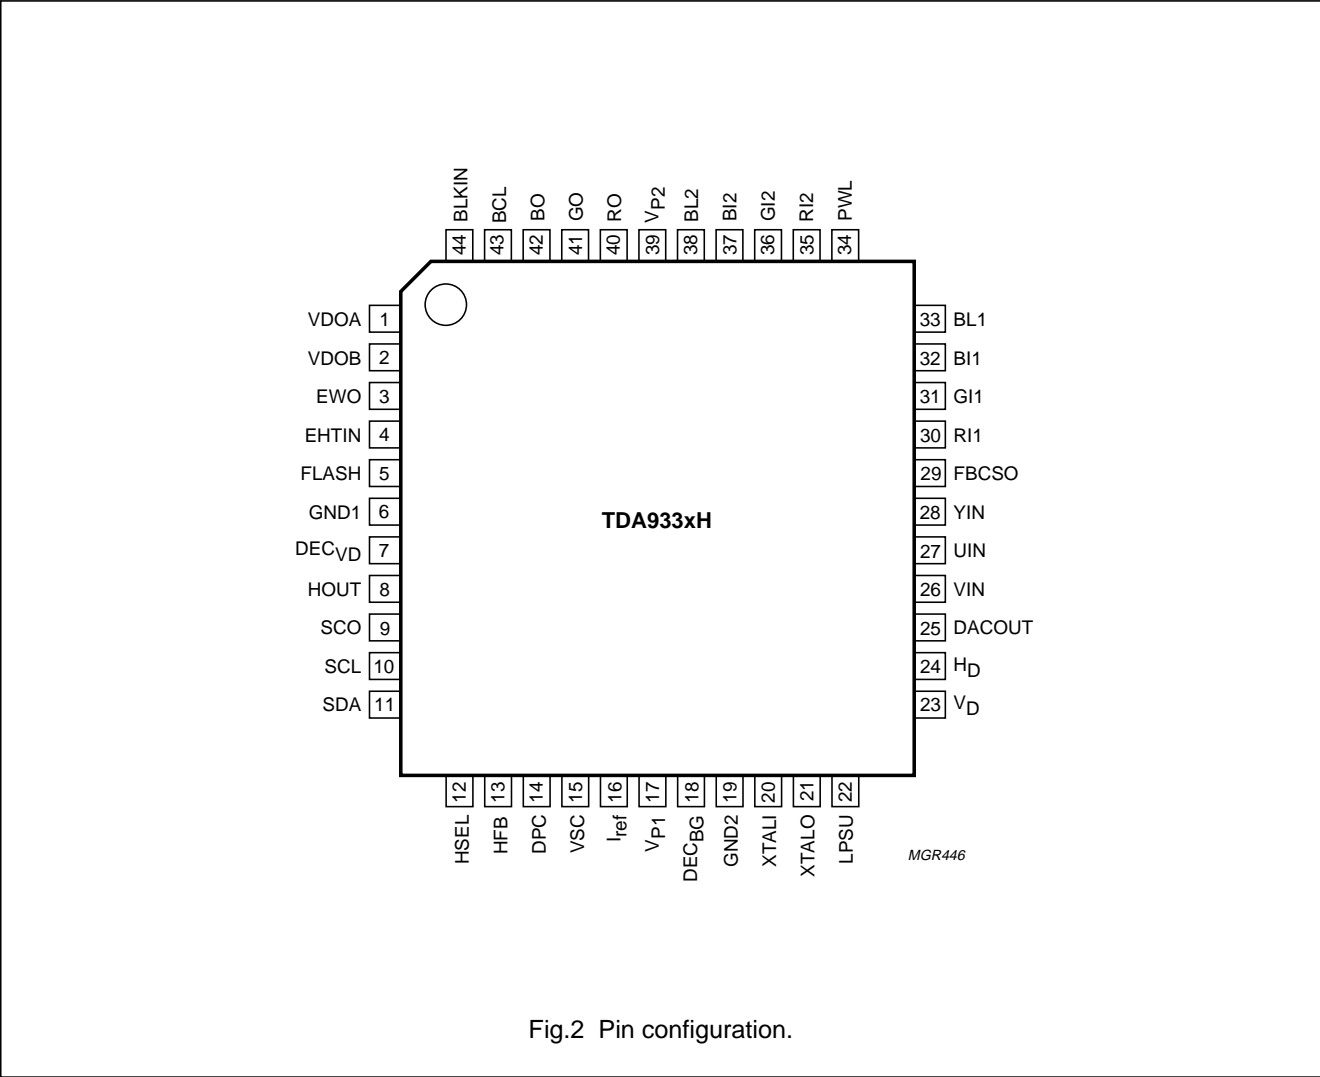 44 BLKIN
43 BCL
42 BO
41 GO
40 RO
39 VP2
38 BL2
37 BI2
36 GI2
35 RI2
34 PWL
VDOA 1
VDOB 2
EWO 3
EHTIN 4
FLASH 5
GND1 6
DECVD 7
HOUT 8
SCO 9
SCL 10
SDA 11
TDA933xH
33 BL1
32 BI1
31 GI1
30 RI1
29 FBCSO
28 YIN
27 UIN
26 VIN
25 DACOUT
24 HD
23 VD
HSEL 12
HFB 13
DPC 14
VSC 15
Iref 16
VP1 17
DECBG 18
GND2 19
XTALI 20
XTALO 21
LPSU 22
MGR446
Fig.2 Pin configuration.